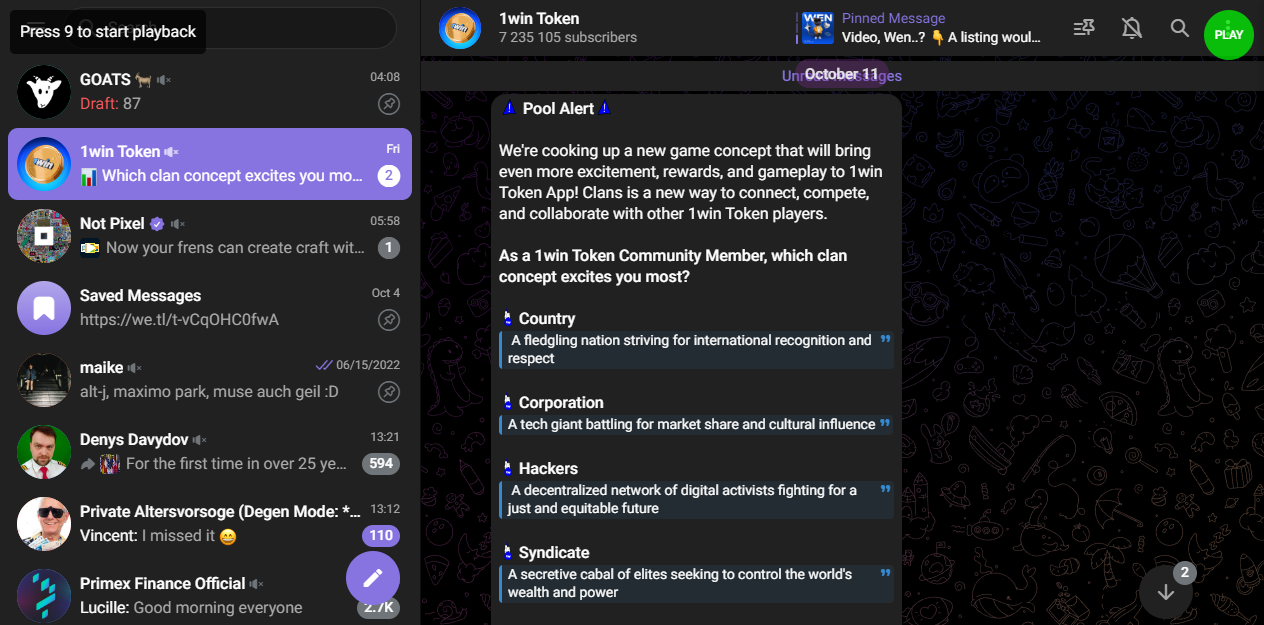 Press 9 to start playback
GOATS 🐐
04:08
Draft: 87
1win Token
Fri
📊 Which clan concept excites you mo...
2
Not Pixel
05:58
Now your frens can create craft wit...
1
Saved Messages
Oct 4
https://we.tl/t-vCqOHC0fwA
maike
06/15/2022
alt-j, maximo park, muse auch geil :D
Denys Davydov
13:21
For the first time in over 25 ye...
594
Private Altersvorsoge (Degen Mode: *...
13:12
Vincent: I missed it 😄
110
Primex Finance Official
Lucille: Good morning everyone
2.7K
1win Token
7 235 105 subscribers
WEN
Pinned Message
Video, Wen..? 👇 A listing woul...
PLAY
October 11
Pool Alert
We're cooking up a new game concept that will bring
even more excitement, rewards, and gameplay to 1win
Token App! Clans is a new way to connect, compete,
and collaborate with other 1win Token players.
As a 1win Token Community Member, which clan
concept excites you most?
Country
A fledgling nation striving for international recognition and
respect
Corporation
A tech giant battling for market share and cultural influence
Hackers
A decentralized network of digital activists fighting for a
just and equitable future
Syndicate
A secretive cabal of elites seeking to control the world's
wealth and power
2